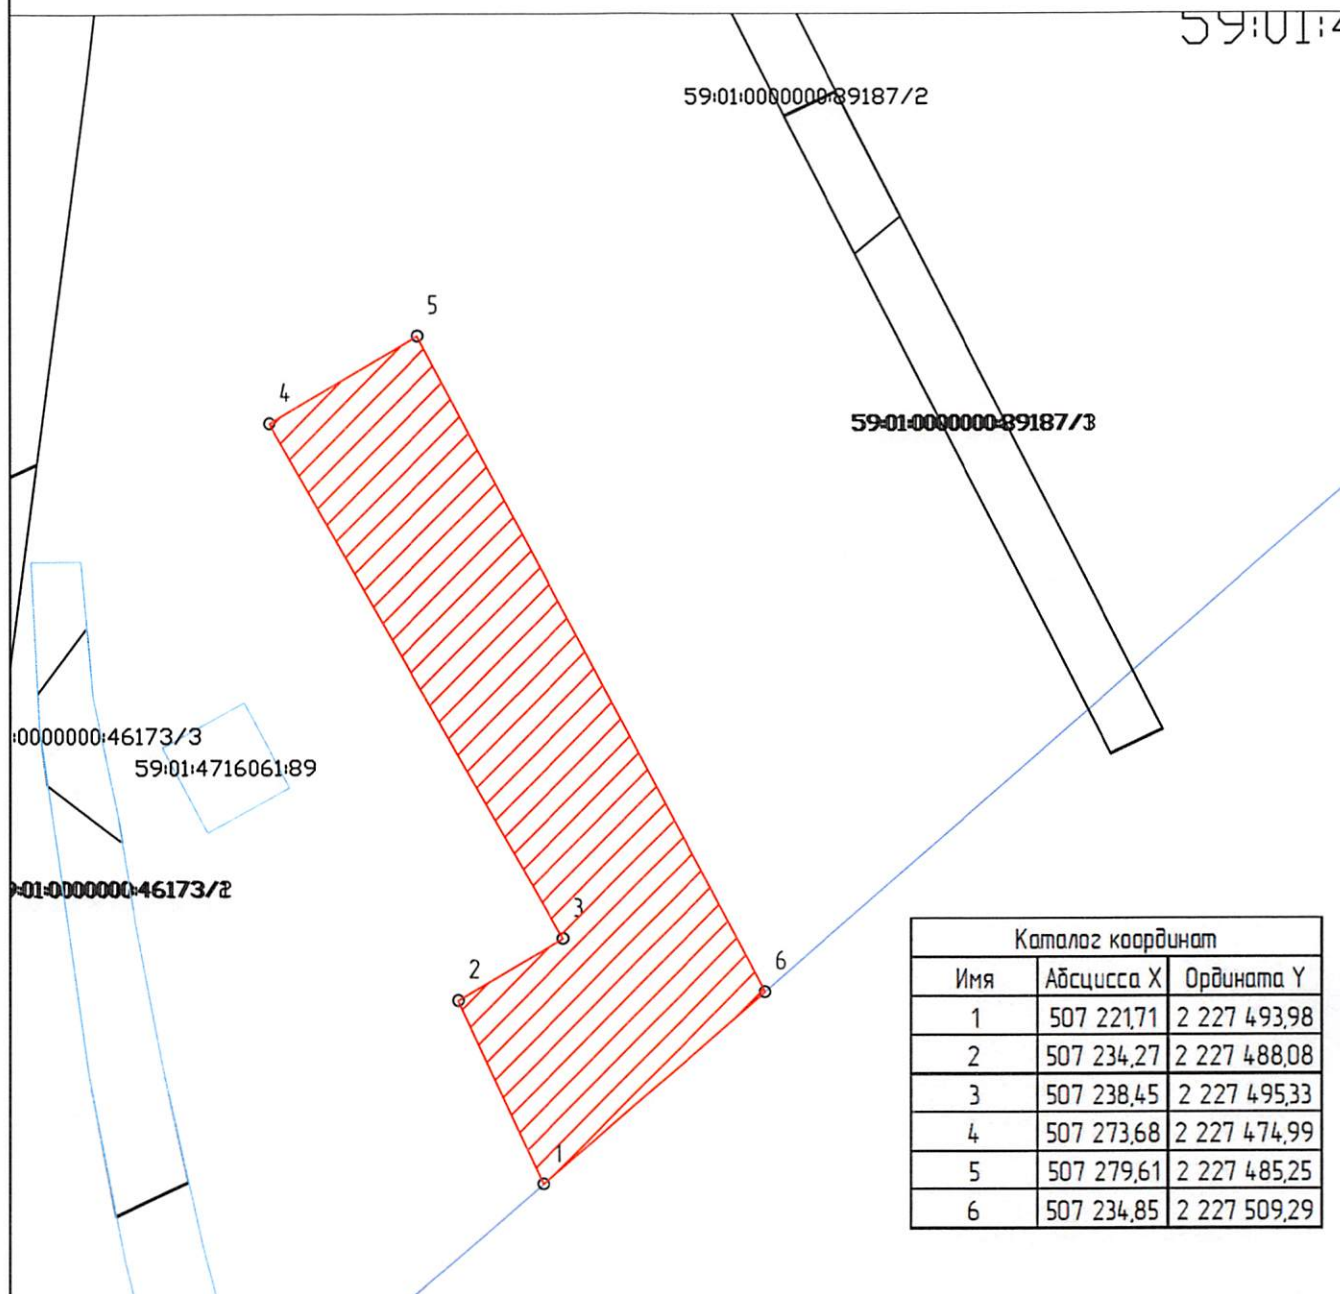 59:01:4
59:01:0000000:89187/2
5
4
59:01:0000000:89187/3
:0000000:46173/3
59:01:4716061:89
9:01:0000000:46173/2
3
2
6
1
Каталог координат
Имя Абсцисса X Ордината Y
1 507 221,71 2 227 493,98
2 507 234,27 2 227 488,08
3 507 238,45 2 227 495,33
4 507 273,68 2 227 474,99
5 507 279,61 2 227 485,25
6 507 234,85 2 227 509,29